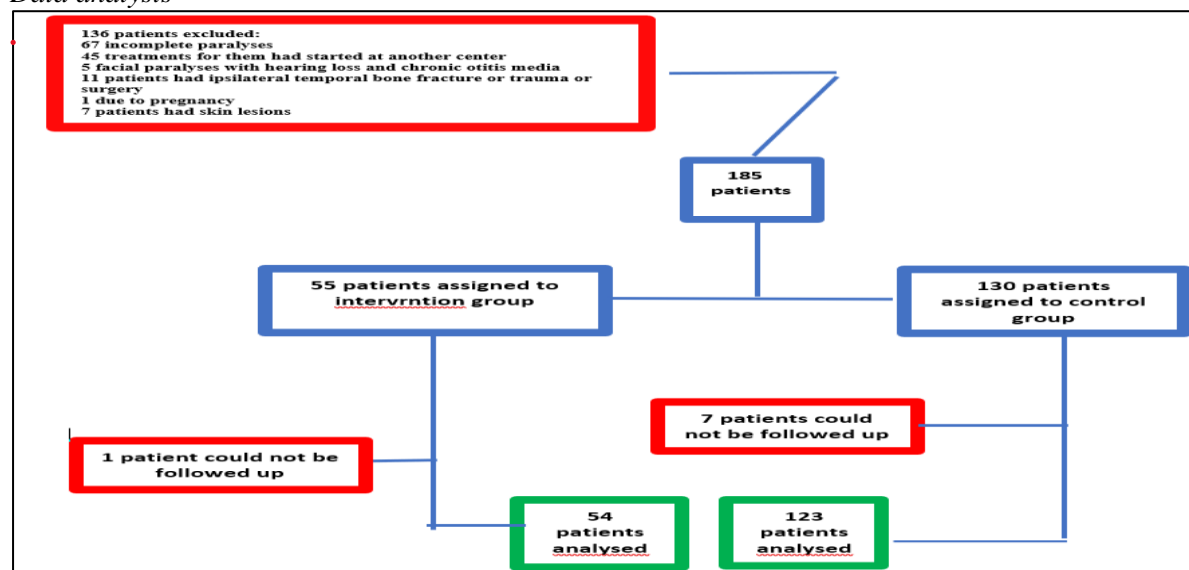 Data analysis
136 patients excluded:
67 incomplete paralyses
45 treatments for them had started at another center
5 facial paralyses with hearing loss and chronic otitis media
11 patients had ipsilateral temporal bone fracture or trauma or
surgery
1 due to pregnancy
7 patients had skin lesions
185
patients
55 patients assigned to
intervrntion group
130 patients
assigned to control
group
7 patients could
not be followed up
1 patient could not be
followed up
54
patients
analysed
123
patients
analysed